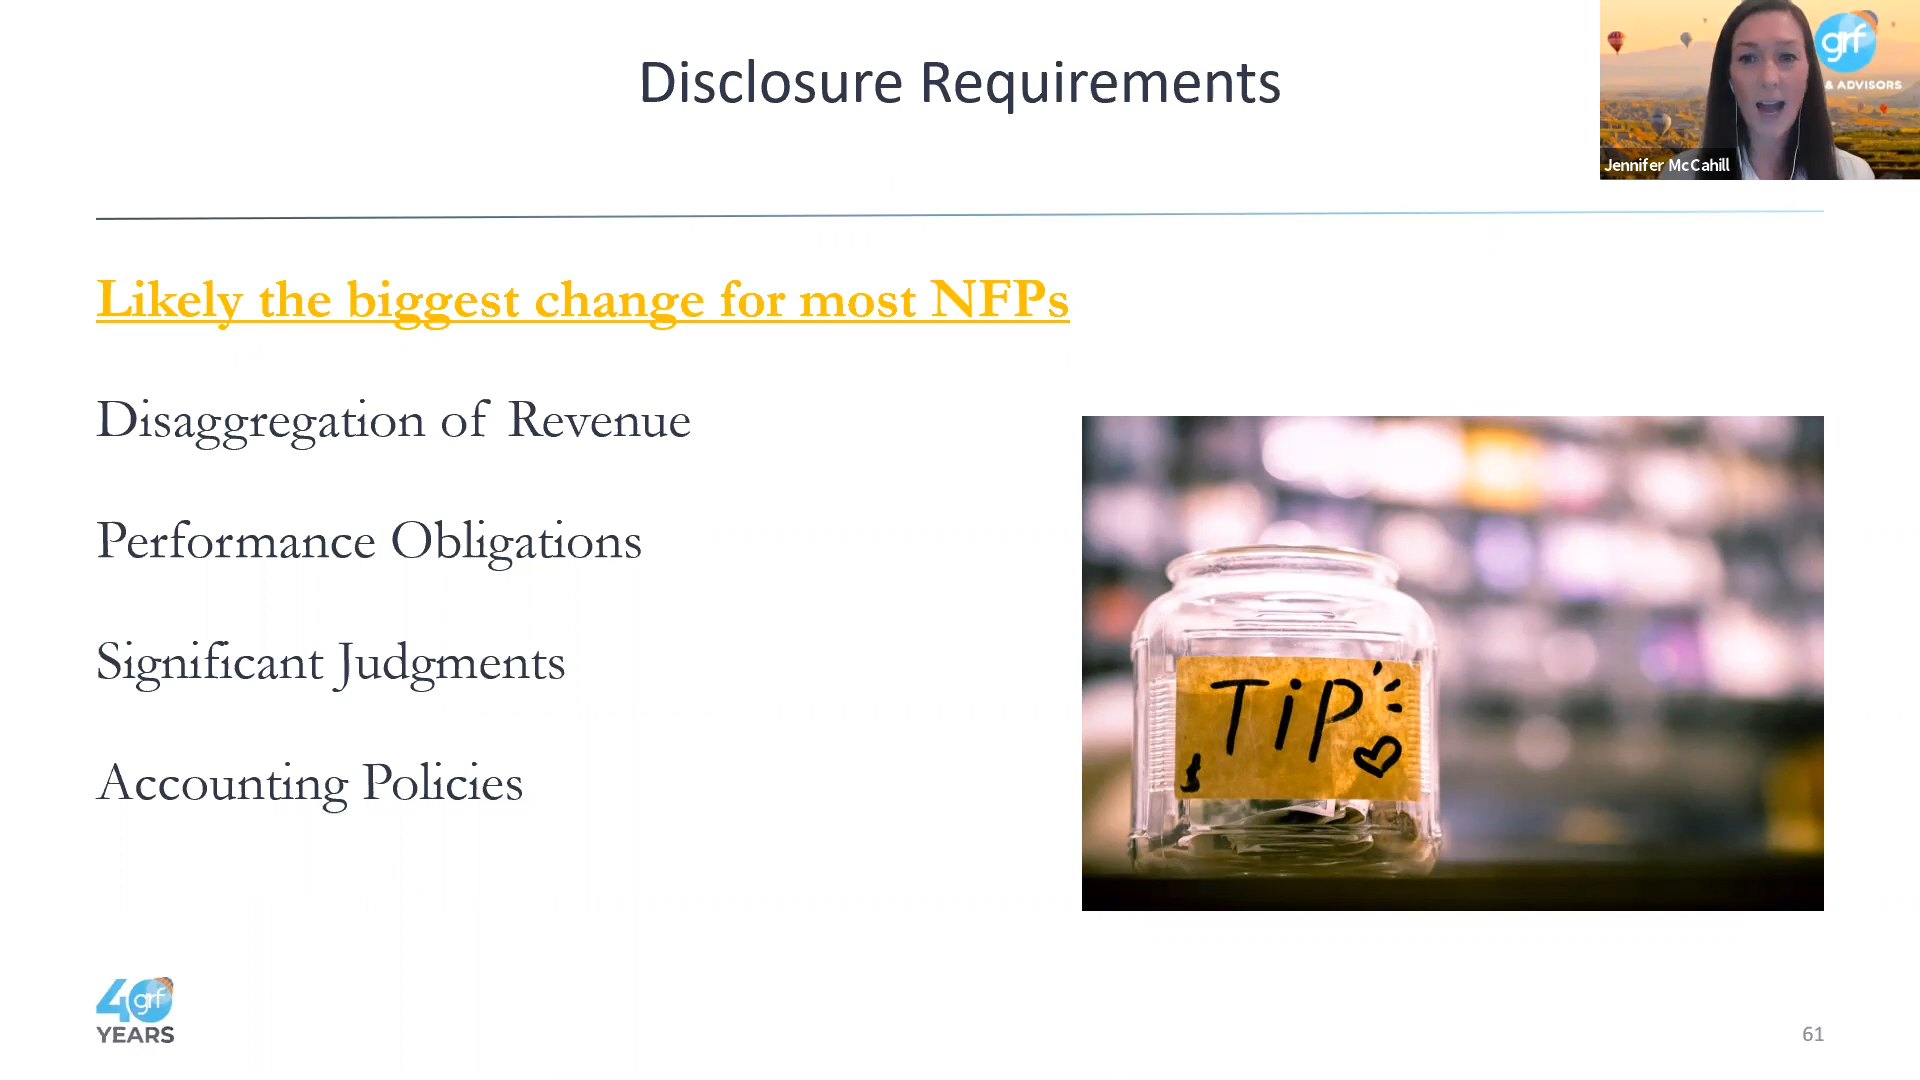 Disclosure Requirements
grf
& ADVISORS
Jennifer McCahill
Likely the biggest change for most NFPs
Disaggregation of Revenue
Performance Obligations
Significant Judgments
Accounting Policies
TiP
$
40 grf
YEARS
61